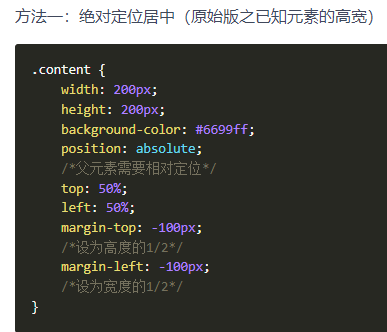 方法一：绝对定位居中（原始版之已知元素的高宽）
.content {
    width: 200px;
    height: 200px;
    background-color: #6699ff;
    position: absolute;
    /*父元素需要相对定位*/
    top: 50%;
    left: 50%;
    margin-top: -100px;
    /*设为高度的1/2*/
    margin-left: -100px;
    /*设为宽度的1/2*/
}